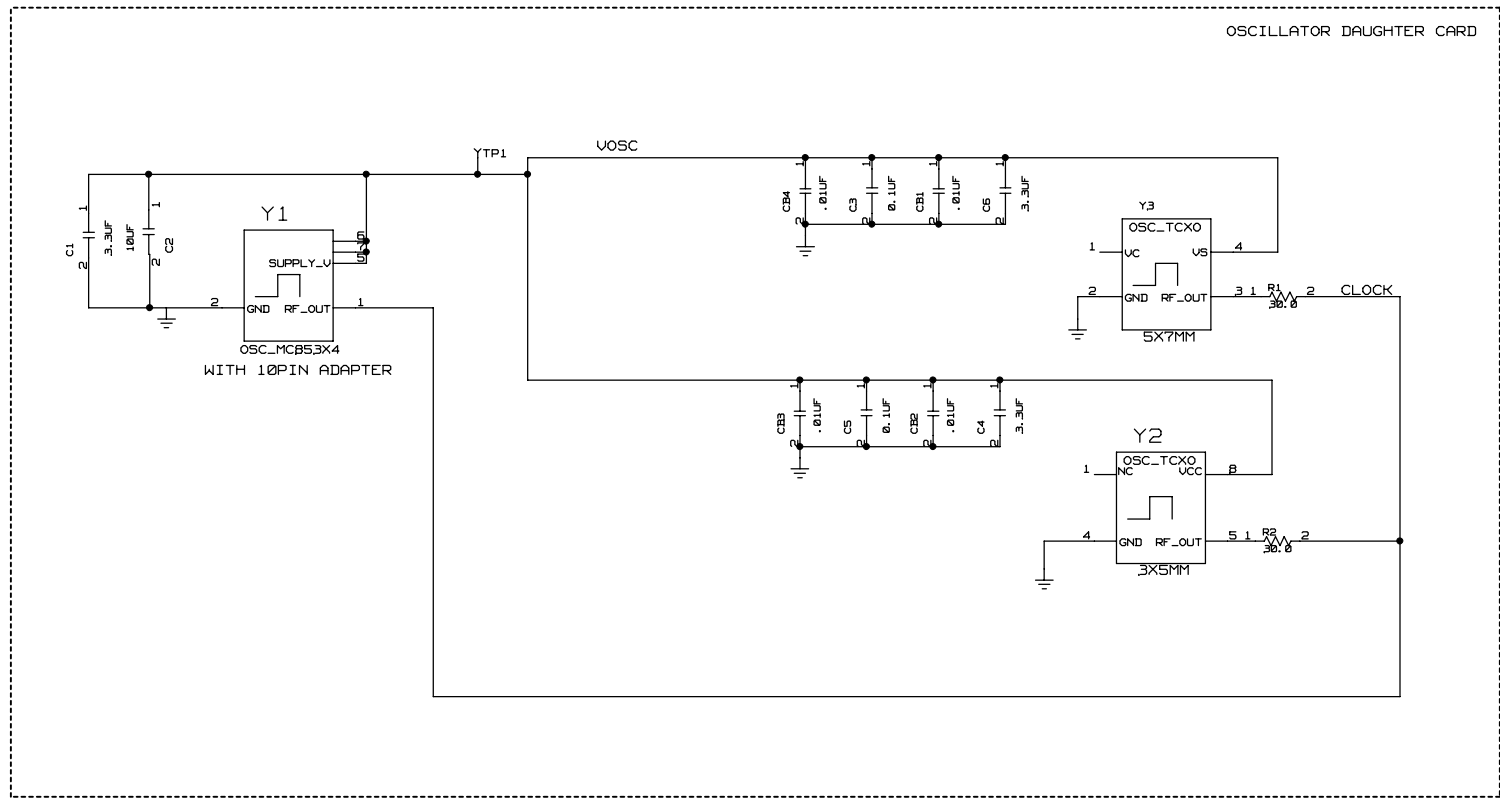 OSCILLATOR DAUGHTER CARD
YTP1
VOSC
1
C1
3.3UF
2
1
10UF
C2
2
Y1
6
7
5
SUPPLY_V
2
GND
RF_OUT
1
OSC_MC853X4
WITH 10PIN ADAPTER
1
CB4
.01UF
2
1
C3
0.1UF
2
1
CB1
.01UF
2
1
C6
3.3UF
2
Y3
OSC_TCXO
1
VC
VS
4
2
GND
RF_OUT
3
1
R1
30.0
2
CLOCK
5X7MM
1
CB3
.01UF
2
1
C5
0.1UF
2
1
CB2
.01UF
2
1
C4
3.3UF
2
Y2
OSC_TCXO
1
NC
VCC
8
4
GND
RF_OUT
5
1
R2
30.0
2
3X5MM